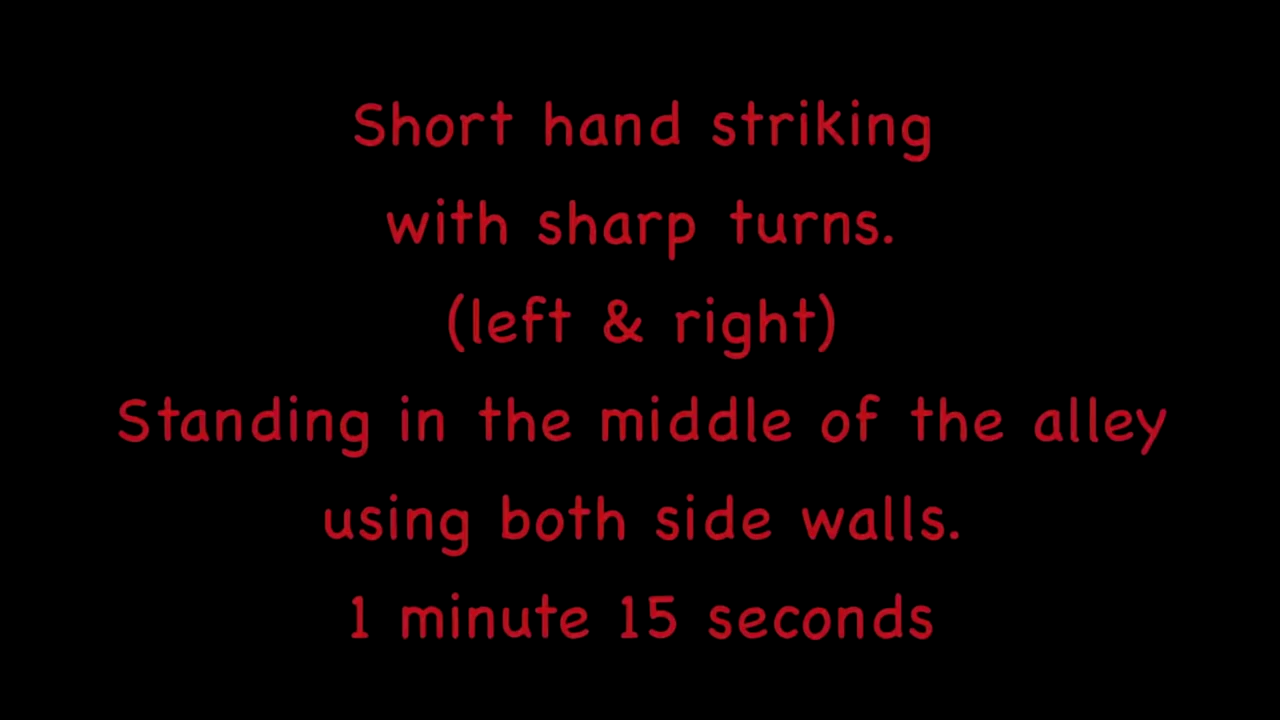 Short hand striking
with sharp turns.
(left & right)
Standing in the middle of the alley
using both side walls.
1 minute 15 seconds